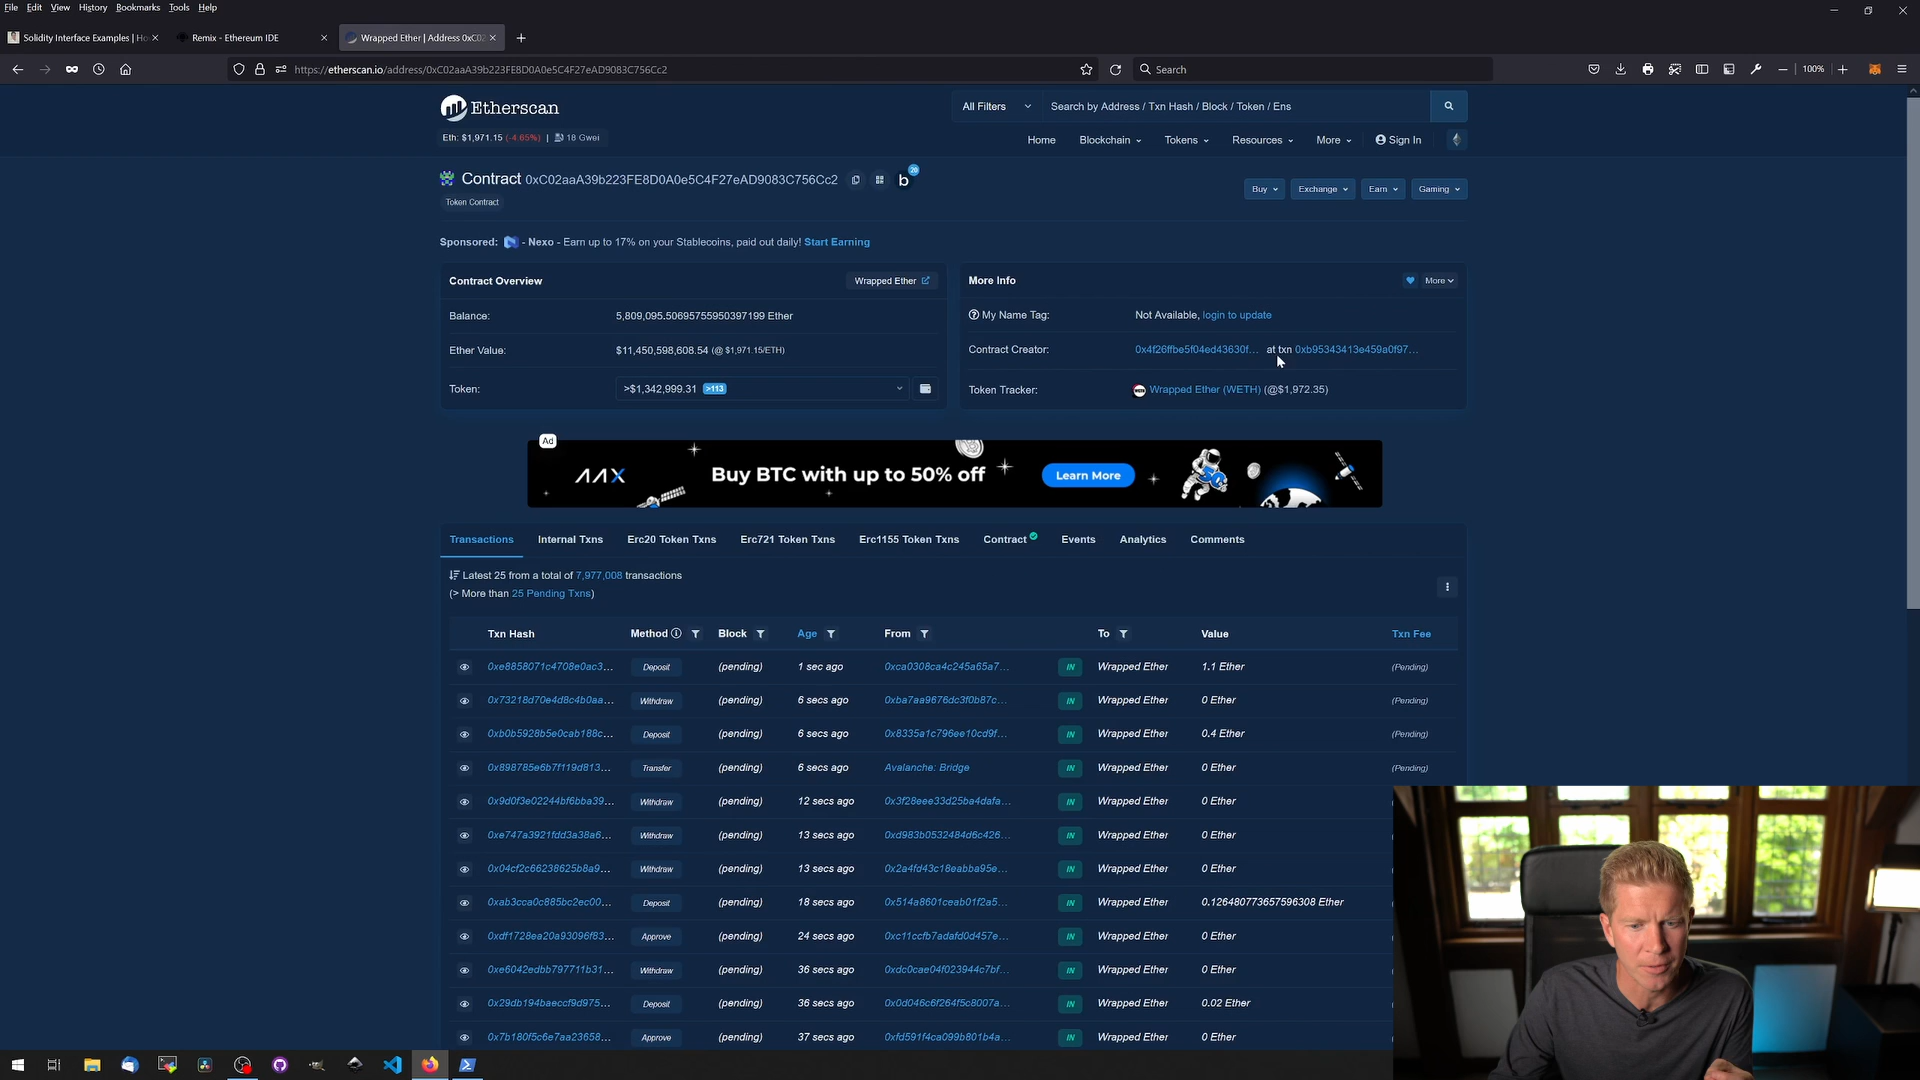 File Edit View History Bookmarks Tools Help
Solidity Interface Examples | Ho
Remix - Ethereum IDE
Wrapped Ether | Address 0xC02
https://etherscan.io/address/0xC02aaA39b223FE8D0A0e5C4F27eAD9083C756Cc2
Search
100%
Etherscan
All Filters
Search by Address / Txn Hash / Block / Token / Ens
Eth: $1,971.15 (-4.65%) | 18 Gwei
Home Blockchain Tokens Resources More Sign In
Contract 0xC02aaA39b223FE8D0A0e5C4F27eAD9083C756Cc2
b
20
Buy Exchange Earn Gaming
Token Contract
Sponsored: - Nexo - Earn up to 17% on your Stablecoins, paid out daily! Start Earning
Contract Overview
Wrapped Ether
Balance: 5,809,095.50695755950397199 Ether
Ether Value: $11,450,598,608.54 (@ $1,971.15/ETH)
Token: >$1,342,999.31 >113
More Info
More
My Name Tag: Not Available, login to update
Contract Creator: 0x4f26ffbe5f04ed43630f... at txn 0xb95343413e459a0f97...
Token Tracker: Wrapped Ether (WETH) (@$1,972.35)
Ad
AAX Buy BTC with up to 50% off Learn More
Transactions Internal Txns Erc20 Token Txns Erc721 Token Txns Erc1155 Token Txns Contract Events Analytics Comments
Latest 25 from a total of 7,977,008 transactions
(> More than 25 Pending Txns)
Txn Hash Method Block Age From To Value Txn Fee
0xe8858071c4708e0ac3... Deposit (pending) 1 sec ago 0xca0308ca4c245a65a7... IN Wrapped Ether 1.1 Ether (Pending)
0x73218d70e4d8c4b0aa... Withdraw (pending) 6 secs ago 0xba7aa9676dc3f0b87c... IN Wrapped Ether 0 Ether (Pending)
0xb0b5928b5e0cab188c... Deposit (pending) 6 secs ago 0x8335a1c796ee10cd9f... IN Wrapped Ether 0.4 Ether (Pending)
0x898785e6b7f119d813... Transfer (pending) 6 secs ago Avalanche: Bridge IN Wrapped Ether 0 Ether (Pending)
0x9d0f3e02244bf6bba39... Withdraw (pending) 12 secs ago 0x3f28eee33d25ba4dafa... IN Wrapped Ether 0 Ether
0xe747a3921fdd3a38a6... Withdraw (pending) 13 secs ago 0xd983b0532484d6c426... IN Wrapped Ether 0 Ether
0x04cf2c66238625b8a9... Withdraw (pending) 13 secs ago 0x2a4fd43c18eabba95e... IN Wrapped Ether 0 Ether
0xab3cca0c885bc2ec00... Deposit (pending) 18 secs ago 0x514a8601ceab01f2a5... IN Wrapped Ether 0.126480773657596308 Ether
0xdf1728ea20a93096f83... Approve (pending) 24 secs ago 0xc11ccfb7adafd0d457e... IN Wrapped Ether 0 Ether
0xe6042edbb797711b31... Withdraw (pending) 36 secs ago 0xdc0cae04f023944c7bf... IN Wrapped Ether 0 Ether
0x29db194baeccf9d975... Deposit (pending) 36 secs ago 0x0d046c6f264f5c8007a... IN Wrapped Ether 0.02 Ether
0x7b180f5c6e7aa23658... Approve (pending) 37 secs ago 0xfd591f4ca099b801b4a... IN Wrapped Ether 0 Ether